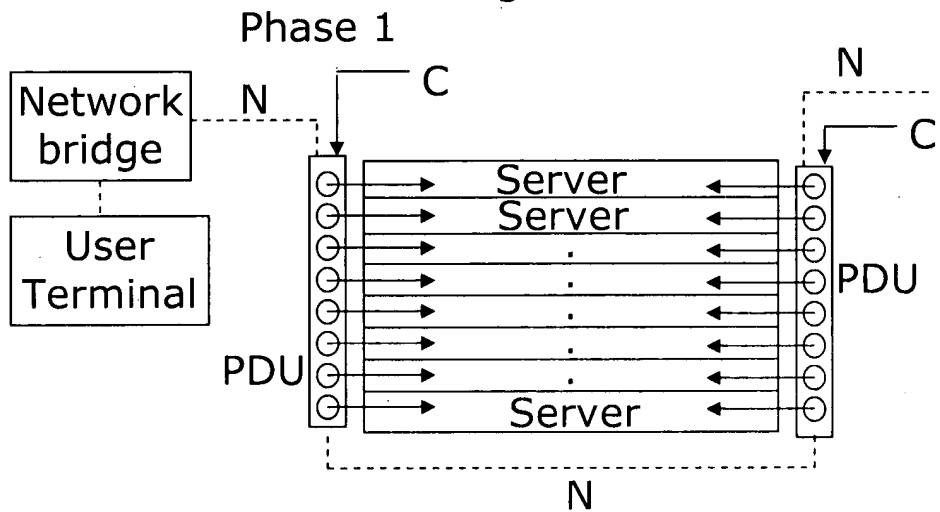 Phase 1
C
N
N
Network
bridge
C
Server
Server
User
Terminal
.
.
.
.
.
PDU
PDU
Server
N